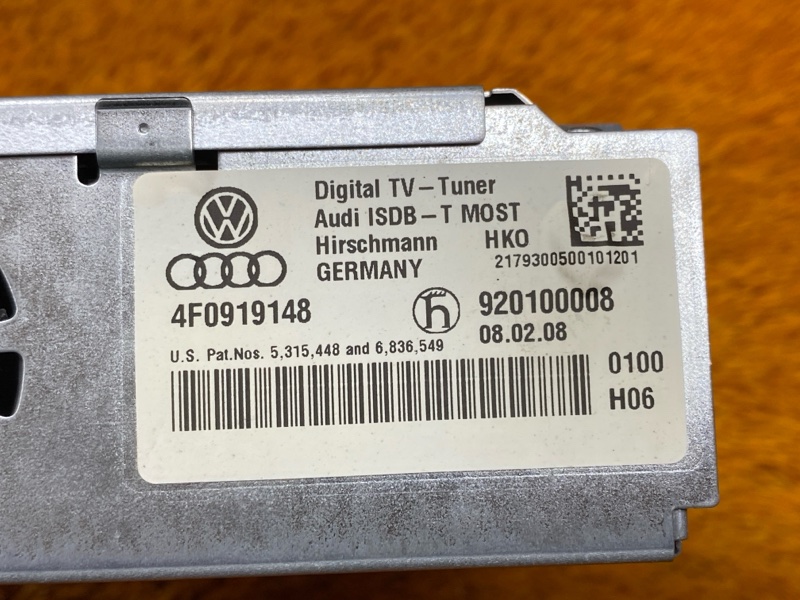 Digital TV-Tuner
Audi ISDB-T MOST
Hirschmann HKO
GERMANY
2179300500101201
4F0919148
920100008
08.02.08
U.S. Pat.Nos. 5,315,448 and 6,836,549
0100
H06